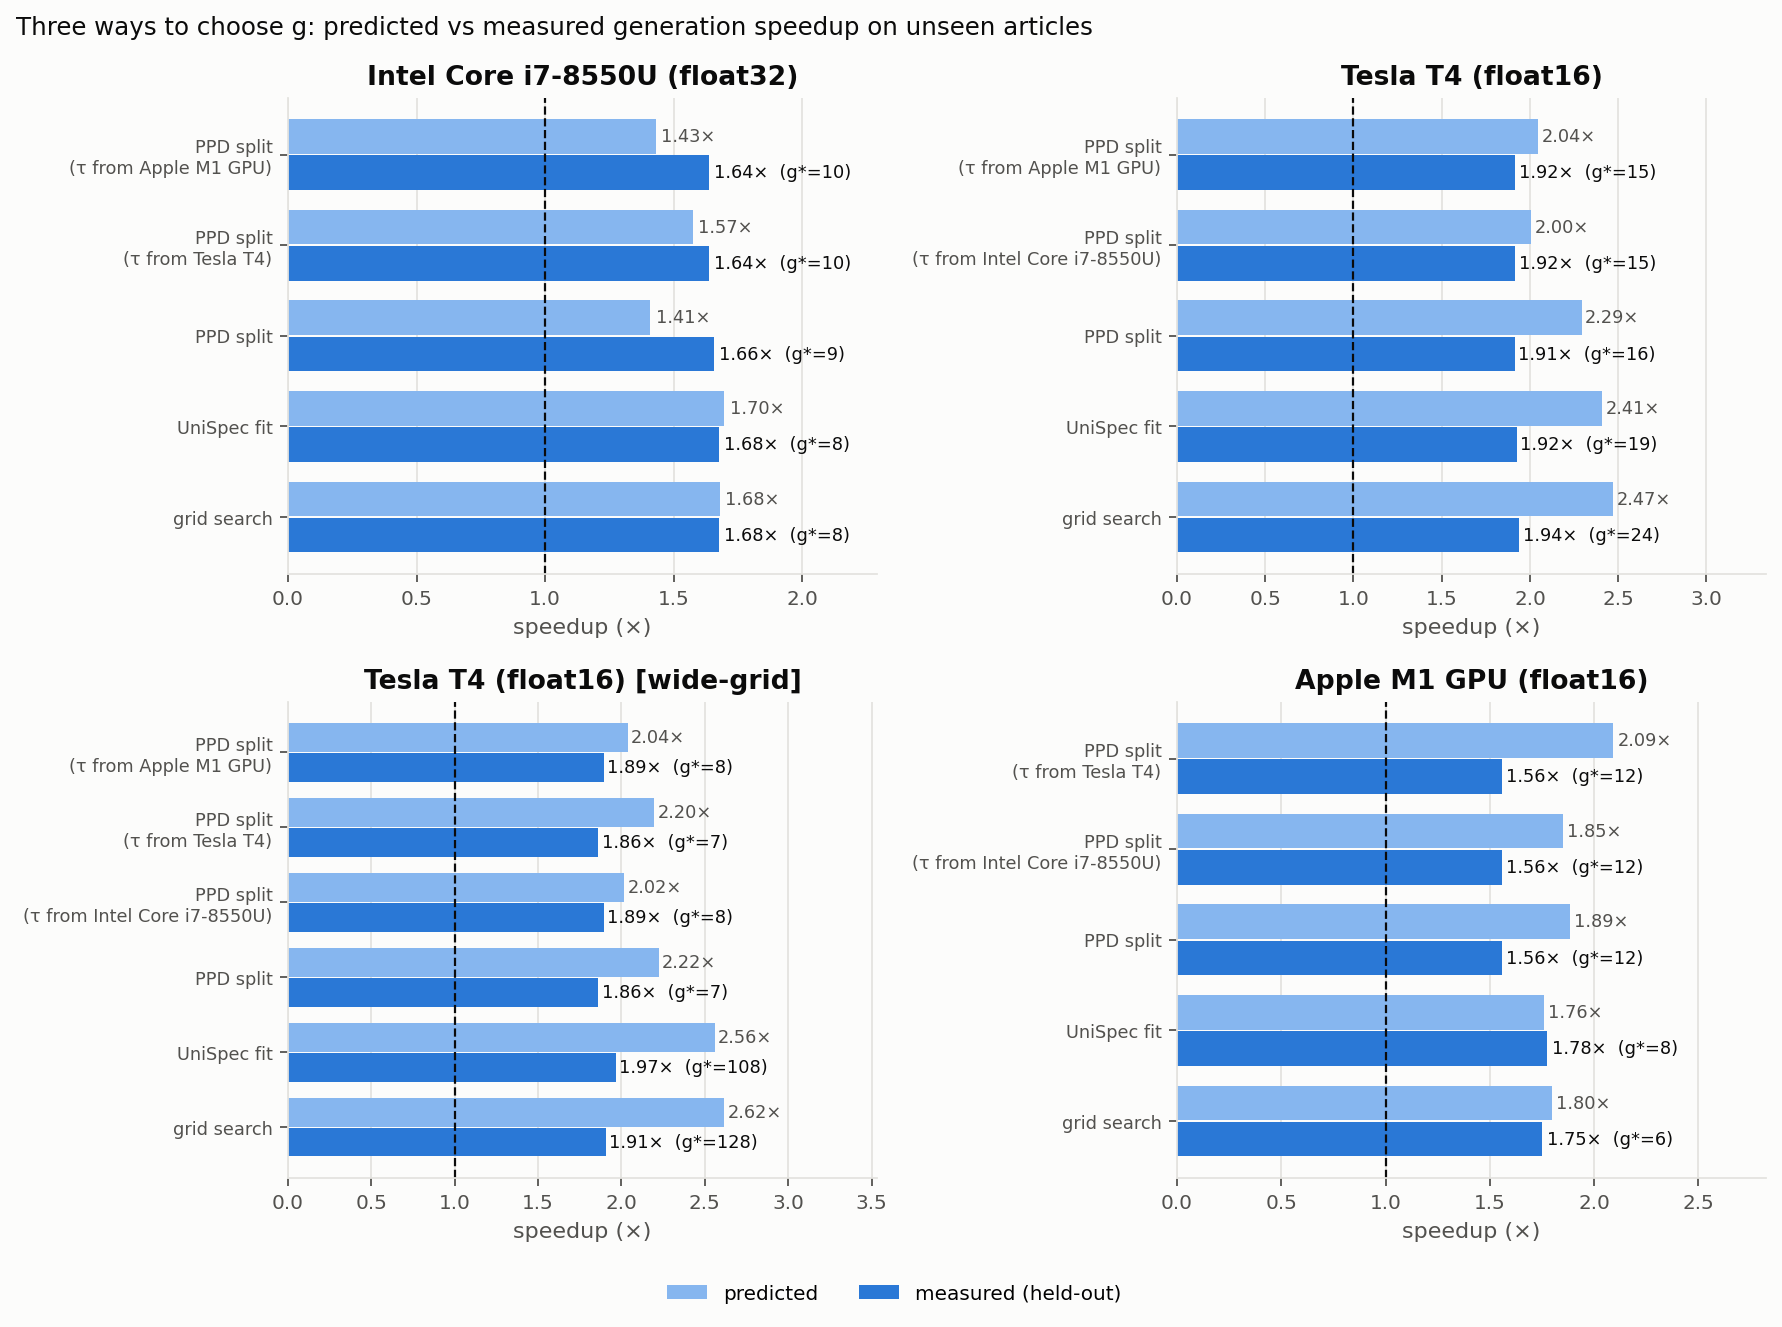 Three ways to choose g: predicted vs measured generation speedup on unseen articles
Intel Core i7-8550U (float32)
PPD split
(τ from Apple M1 GPU)
1.43×
1.64× (g*=10)
PPD split
(τ from Tesla T4)
1.57×
1.64× (g*=10)
PPD split
1.41×
1.66× (g*=9)
UniSpec fit
1.70×
1.68× (g*=8)
grid search
1.68×
1.68× (g*=8)
0.0 0.5 1.0 1.5 2.0
speedup (×)
Tesla T4 (float16)
PPD split
(τ from Apple M1 GPU)
2.04×
1.92× (g*=15)
PPD split
(τ from Intel Core i7-8550U)
2.00×
1.92× (g*=15)
PPD split
2.29×
1.91× (g*=16)
UniSpec fit
2.41×
1.92× (g*=19)
grid search
2.47×
1.94× (g*=24)
0.0 0.5 1.0 1.5 2.0 2.5 3.0
speedup (×)
Tesla T4 (float16) [wide-grid]
PPD split
(τ from Apple M1 GPU)
2.04×
1.89× (g*=8)
PPD split
(τ from Tesla T4)
2.20×
1.86× (g*=7)
PPD split
(τ from Intel Core i7-8550U)
2.02×
1.89× (g*=8)
PPD split
2.22×
1.86× (g*=7)
UniSpec fit
2.56×
1.97× (g*=108)
grid search
2.62×
1.91× (g*=128)
0.0 0.5 1.0 1.5 2.0 2.5 3.0 3.5
speedup (×)
Apple M1 GPU (float16)
PPD split
(τ from Tesla T4)
2.09×
1.56× (g*=12)
PPD split
(τ from Intel Core i7-8550U)
1.85×
1.56× (g*=12)
PPD split
1.89×
1.56× (g*=12)
UniSpec fit
1.76×
1.78× (g*=8)
grid search
1.80×
1.75× (g*=6)
0.0 0.5 1.0 1.5 2.0 2.5
speedup (×)
predicted measured (held-out)